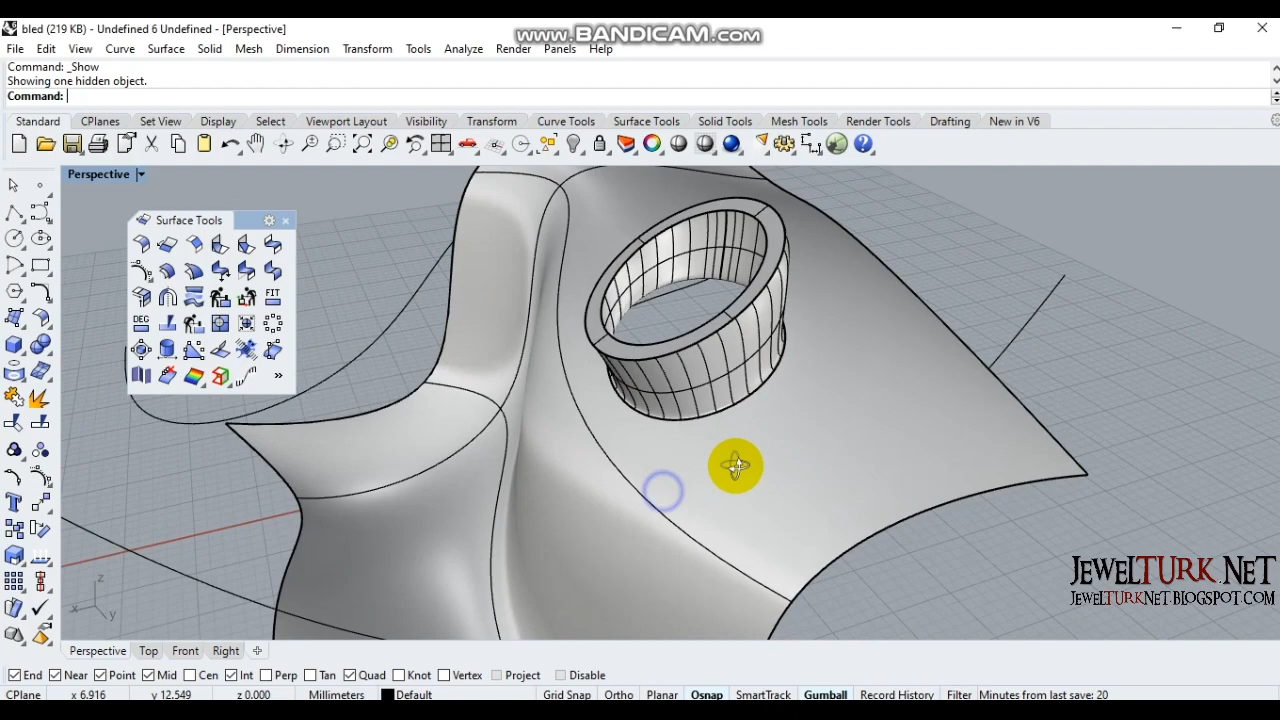 bled (219 KB) - Undefined 6 Undefined - [Perspective]
www.BANDICAM.com
File Edit View Curve Surface Solid Mesh Dimension Transform Tools Analyze Render Panels Help
Command: _Show
Showing one hidden object.
Command:
Standard CPlanes Set View Display Select Viewport Layout Visibility Transform Curve Tools Surface Tools Solid Tools Mesh Tools Render Tools Drafting New in V6
Perspective
Surface Tools
FIT
DEG
z
x
y
JEWELTURK.NET
JEWELTURKNET.BLOGSPOT.COM
Perspective Top Front Right
End Near Point Mid Cen Int Perp Tan Quad Knot Vertex Project Disable
CPlane x 6.916 y 12.549 z 0.000 Millimeters Default Grid Snap Ortho Planar Osnap SmartTrack Gumball Record History Filter Minutes from last save: 20